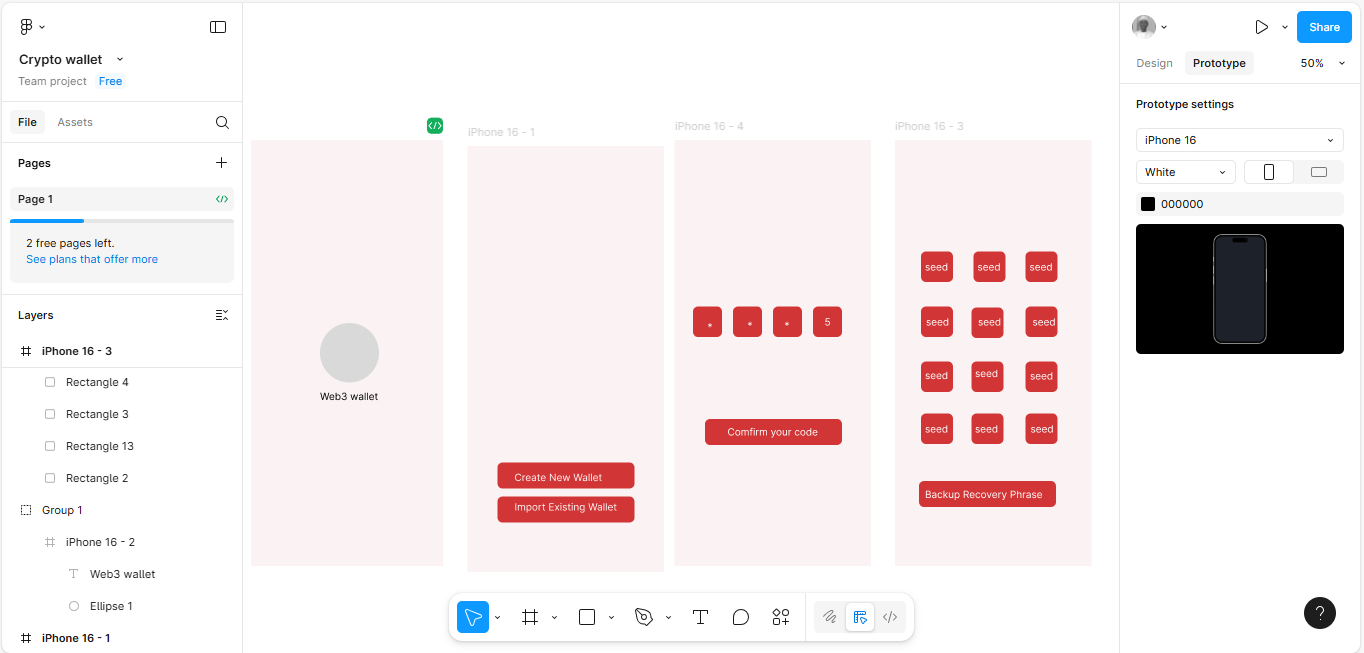 Crypto wallet
Team project Free
File Assets
Pages
Page 1
2 free pages left.
See plans that offer more
Layers
iPhone 16 - 3
Rectangle 4
Rectangle 3
Rectangle 13
Rectangle 2
Group 1
iPhone 16 - 2
Web3 wallet
Ellipse 1
iPhone 16 - 1
Web3 wallet
iPhone 16 - 1
Create New Wallet
Import Existing Wallet
iPhone 16 - 4
* * * 5
Comfirm your code
iPhone 16 - 3
seed seed seed
seed seed seed
seed seed seed
seed seed seed
Backup Recovery Phrase
Share
Design Prototype 50%
Prototype settings
iPhone 16
White
000000
?